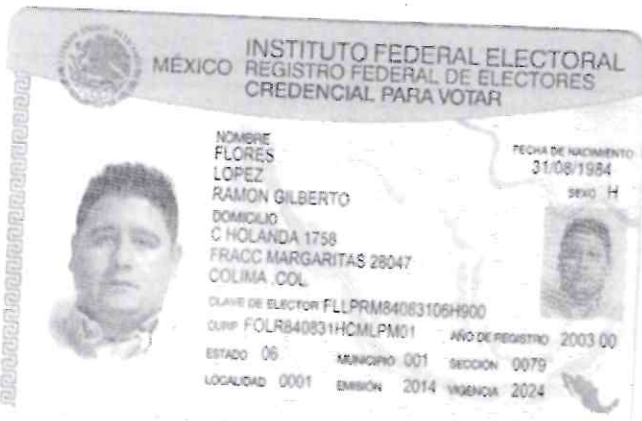 MÉXICO
INSTITUTO FEDERAL ELECTORAL
REGISTRO FEDERAL DE ELECTORES
CREDENCIAL PARA VOTAR
NOMBRE
FLORES
LOPEZ
RAMON GILBERTO
FECHA DE NACIMIENTO
31/08/1984
SEXO H
DOMICILIO
C HOLANDA 1758
FRACC MARGARITAS 28047
COLIMA ,COL.
CLAVE DE ELECTOR FLLPRM84083106H900
CURP FOLR840831HCMLPM01 AÑO DE REGISTRO 2003 00
ESTADO 06 MUNICIPIO 001 SECCIÓN 0079
LOCALIDAD 0001 EMISIÓN 2014 VIGENCIA 2024